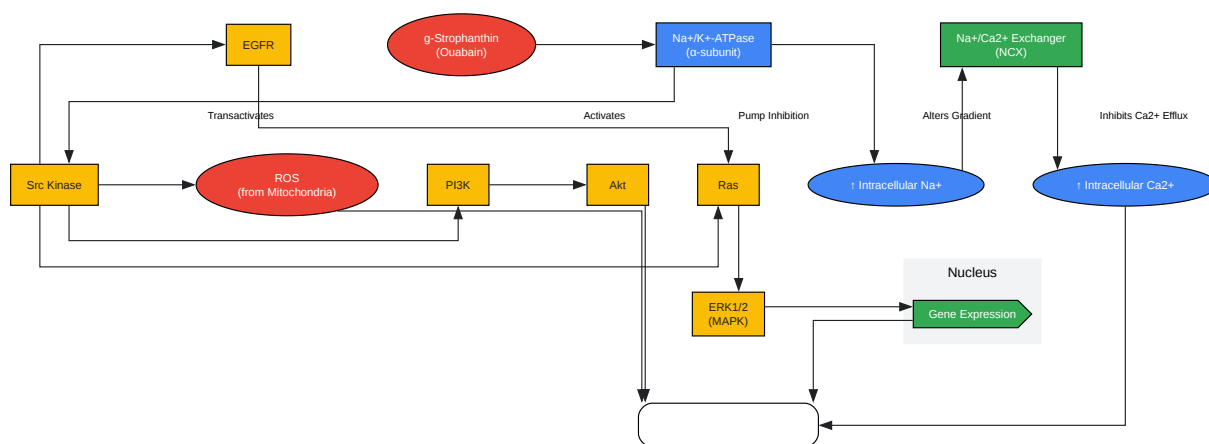 EGFR
g-Strophanthin
(Ouabain)
Na+/K+-ATPase
(α-subunit)
Na+/Ca2+ Exchanger
(NCX)
Transactivates
Activates
Pump Inhibition
Alters Gradient
Inhibits Ca2+ Efflux
Src Kinase
ROS
(from Mitochondria)
PI3K
Akt
Ras
↑ Intracellular Na+
↑ Intracellular Ca2+
Nucleus
ERK1/2
(MAPK)
Gene Expression